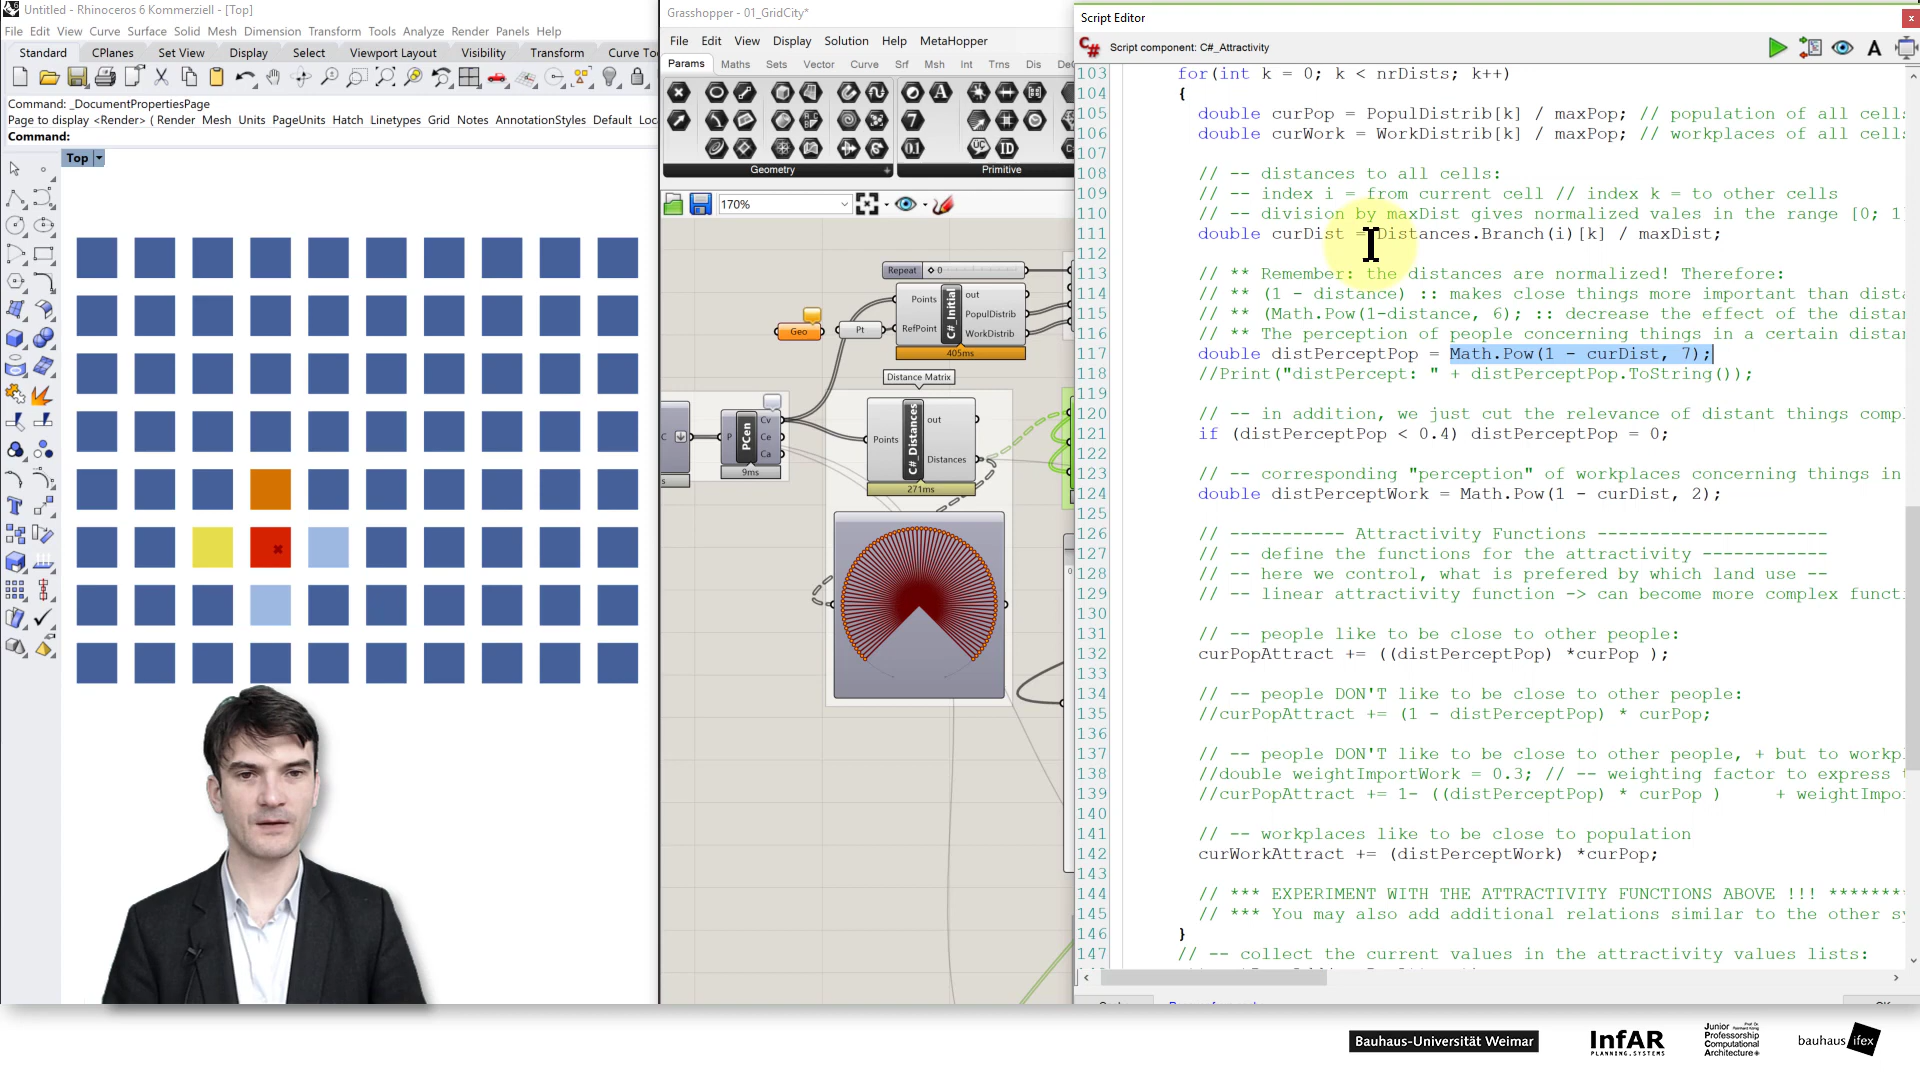 Untitled - Rhinoceros 6 Kommerziell - [Top]
File Edit View Curve Surface Solid Mesh Dimension Transform Tools Analyze Render Panels Help
Standard CPlanes Set View Display Select Viewport Layout Visibility Transform Curve To
Command: _DocumentPropertiesPage
Page to display <Render> ( Render Mesh Units PageUnits Hatch Linetypes Grid Notes AnnotationStyles Default Loc
Command:
Top
Grasshopper - 01_GridCity*
File Edit View Display Solution Help MetaHopper
Params Maths Sets Vector Curve Srf Msh Int Trns Dis
Geometry
Primitive
170%
Repeat 0
Points
RefPoint
C#_Initial
out
PopulDistrib
WorkDistrib
405ms
Geo
Pt
Distance Matrix
C
P
PCen
Cv
Ce
Ca
9ms
s
Points
C#_Distances
out
Distances
271ms
Script Editor
Script component: C#_Attractivity
103 for(int k = 0; k < nrDists; k++)
104 {
105 double curPop = PopulDistrib[k] / maxPop; // population of all cells
106 double curWork = WorkDistrib[k] / maxPop; // workplaces of all cells
107
108 // -- distances to all cells:
109 // -- index i = from current cell // index k = to other cells
110 // -- division by maxDist gives normalized vales in the range [0; 1
111 double curDist = Distances.Branch(i)[k] / maxDist;
112
113 // ** Remember: the distances are normalized! Therefore:
114 // ** (1 - distance) :: makes close things more important than dista
115 // ** (Math.Pow(1-distance, 6); :: decrease the effect of the distan
116 // ** The perception of people concerning things in a certain distan
117 double distPerceptPop = Math.Pow(1 - curDist, 7);
118 //Print("distPercept: " + distPerceptPop.ToString());
119
120 // -- in addition, we just cut the relevance of distant things compl
121 if (distPerceptPop < 0.4) distPerceptPop = 0;
122
123 // -- corresponding "perception" of workplaces concerning things in
124 double distPerceptWork = Math.Pow(1 - curDist, 2);
125
126 // ----------- Attractivity Functions ----------------------
127 // -- define the functions for the attractivity ------------
128 // -- here we control, what is prefered by which land use --
129 // -- linear attractivity function -> can become more complex functi
130
131 // -- people like to be close to other people:
132 curPopAttract += ((distPerceptPop) *curPop );
133
134 // -- people DON'T like to be close to other people:
135 //curPopAttract += (1 - distPerceptPop) * curPop;
136
137 // -- people DON'T like to be close to other people, + but to workpl
138 //double weightImportWork = 0.3; // -- weighting factor to express t
139 //curPopAttract += 1- ((distPerceptPop) * curPop ) + weightImpo
140
141 // -- workplaces like to be close to population
142 curWorkAttract += (distPerceptWork) *curPop;
143
144 // *** EXPERIMENT WITH THE ATTRACTIVITY FUNCTIONS ABOVE !!! *******
145 // *** You may also add additional relations similar to the other sy
146 }
147 // -- collect the current values in the attractivity values lists:
Bauhaus-Universität Weimar
InfAR
PLANNING.SYSTEMS
Junior
Professorship
Computational
Architecture
bauhaus ifex